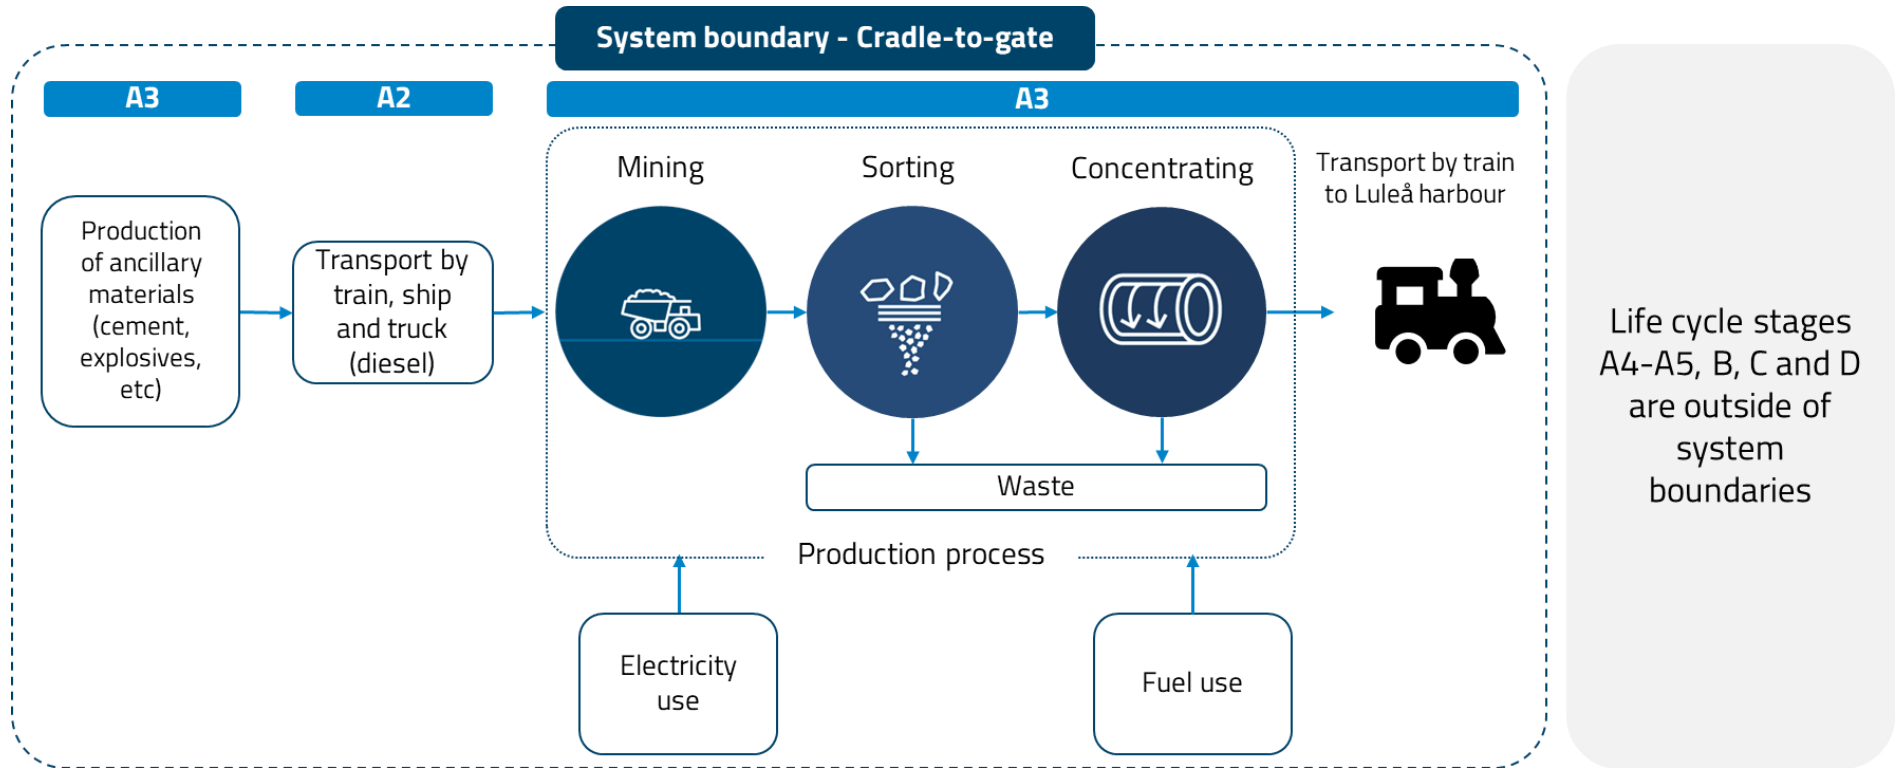 System boundary - Cradle-to-gate
A3
A2
A3
Production
of ancillary
materials
(cement,
explosives,
etc)
Transport by
train, ship
and truck
(diesel)
Mining
Sorting
Concentrating
Transport by train
to Luleå harbour
Waste
Production process
Electricity
use
Fuel use
Life cycle stages
A4-A5, B, C and D
are outside of
system
boundaries